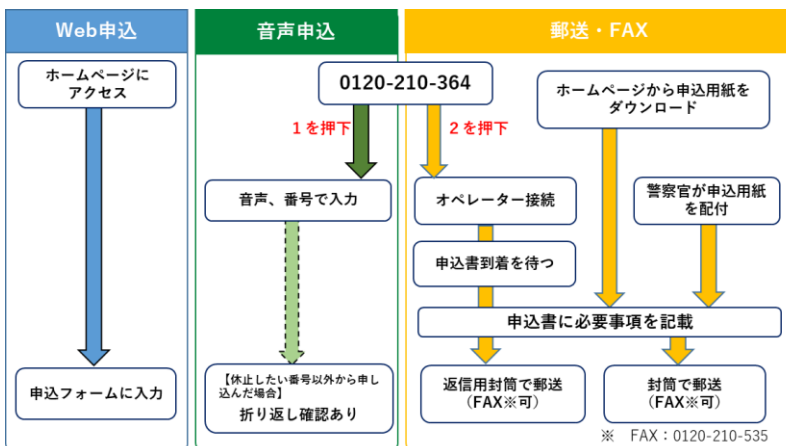 Web申込
音声申込
郵送・FAX
ホームページに
アクセス
0120-210-364
ホームページから申込用紙を
ダウンロード
1を押下
2を押下
音声、番号で入力
オペレーター接続
警察官が申込用紙
を配付
申込書到着を待つ
申込書に必要事項を記載
申込フォームに入力
【休止したい番号以外から申し
込んだ場合】
折り返し確認あり
返信用封筒で郵送
（FAX※可）
封筒で郵送
（FAX※可）
※ FAX：0120-210-535